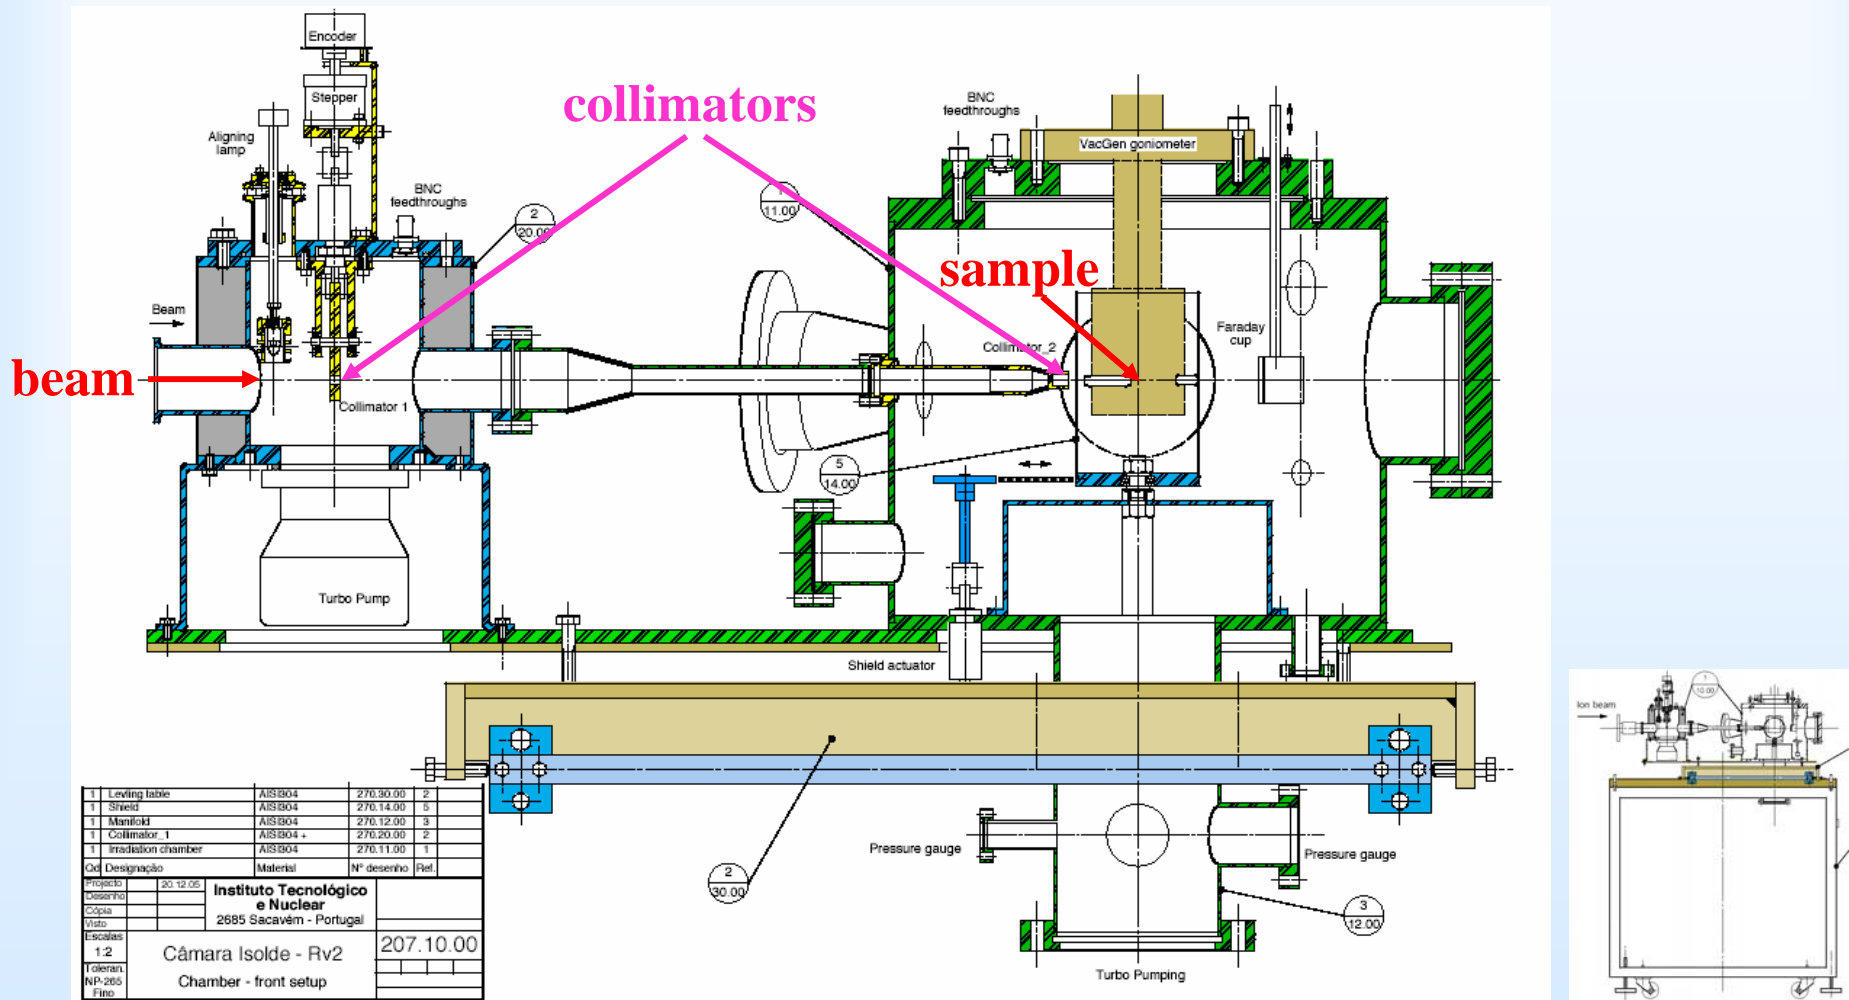 Encoder
Stepper
Aligning
lamp
BNC
feedthroughs
2
20.00
Beam
beam
Collimator 1
Turbo Pump
collimators
1
11.00
BNC
feedthroughs
VacGen goniometer
sample
Collimator_2
Faraday
cup
5
14.00
Shield actuator
Pressure gauge
Pressure gauge
2
30.00
3
12.00
Turbo Pumping
1 Levling table AISI304 270.30.00 2
1 Shield AISI304 270.14.00 5
1 Manifold AISI304 270.12.00 3
1 Collimator_1 AISI304 + 270.20.00 2
1 Irradiation chamber AISI304 270.11.00 1
Qd Designação Material Nº desenho Ref.
Projecto 20.12.05
Desenho
Cópia
Visto
Instituto Tecnológico
e Nuclear
2685 Sacavém - Portugal
Escalas
1:2
Toleran.
NP-265
Fino
Câmara Isolde - Rv2
Chamber - front setup
207.10.00
Ion beam
1
10.00